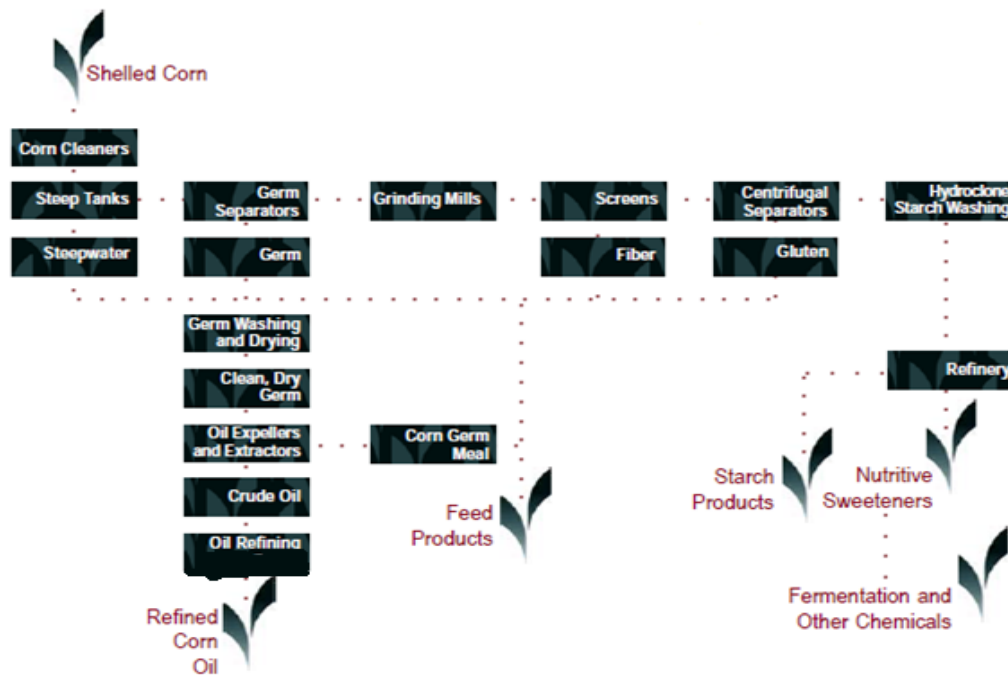 Shelled Corn
Corn Cleaners
Steep Tanks
Germ
Separators
Grinding Mills
Screens
Centrifugal
Separators
Hydroclone
Starch Washing
Steepwater
Germ
Fiber
Gluten
Germ Washing
and Drying
Clean, Dry
Germ
Refinery
Oil Expellers
and Extractors
Corn Germ
Meal
Crude Oil
Starch
Products
Nutritive
Sweeteners
Feed
Products
Oil Refining
Refined
Corn
Oil
Fermentation and
Other Chemicals